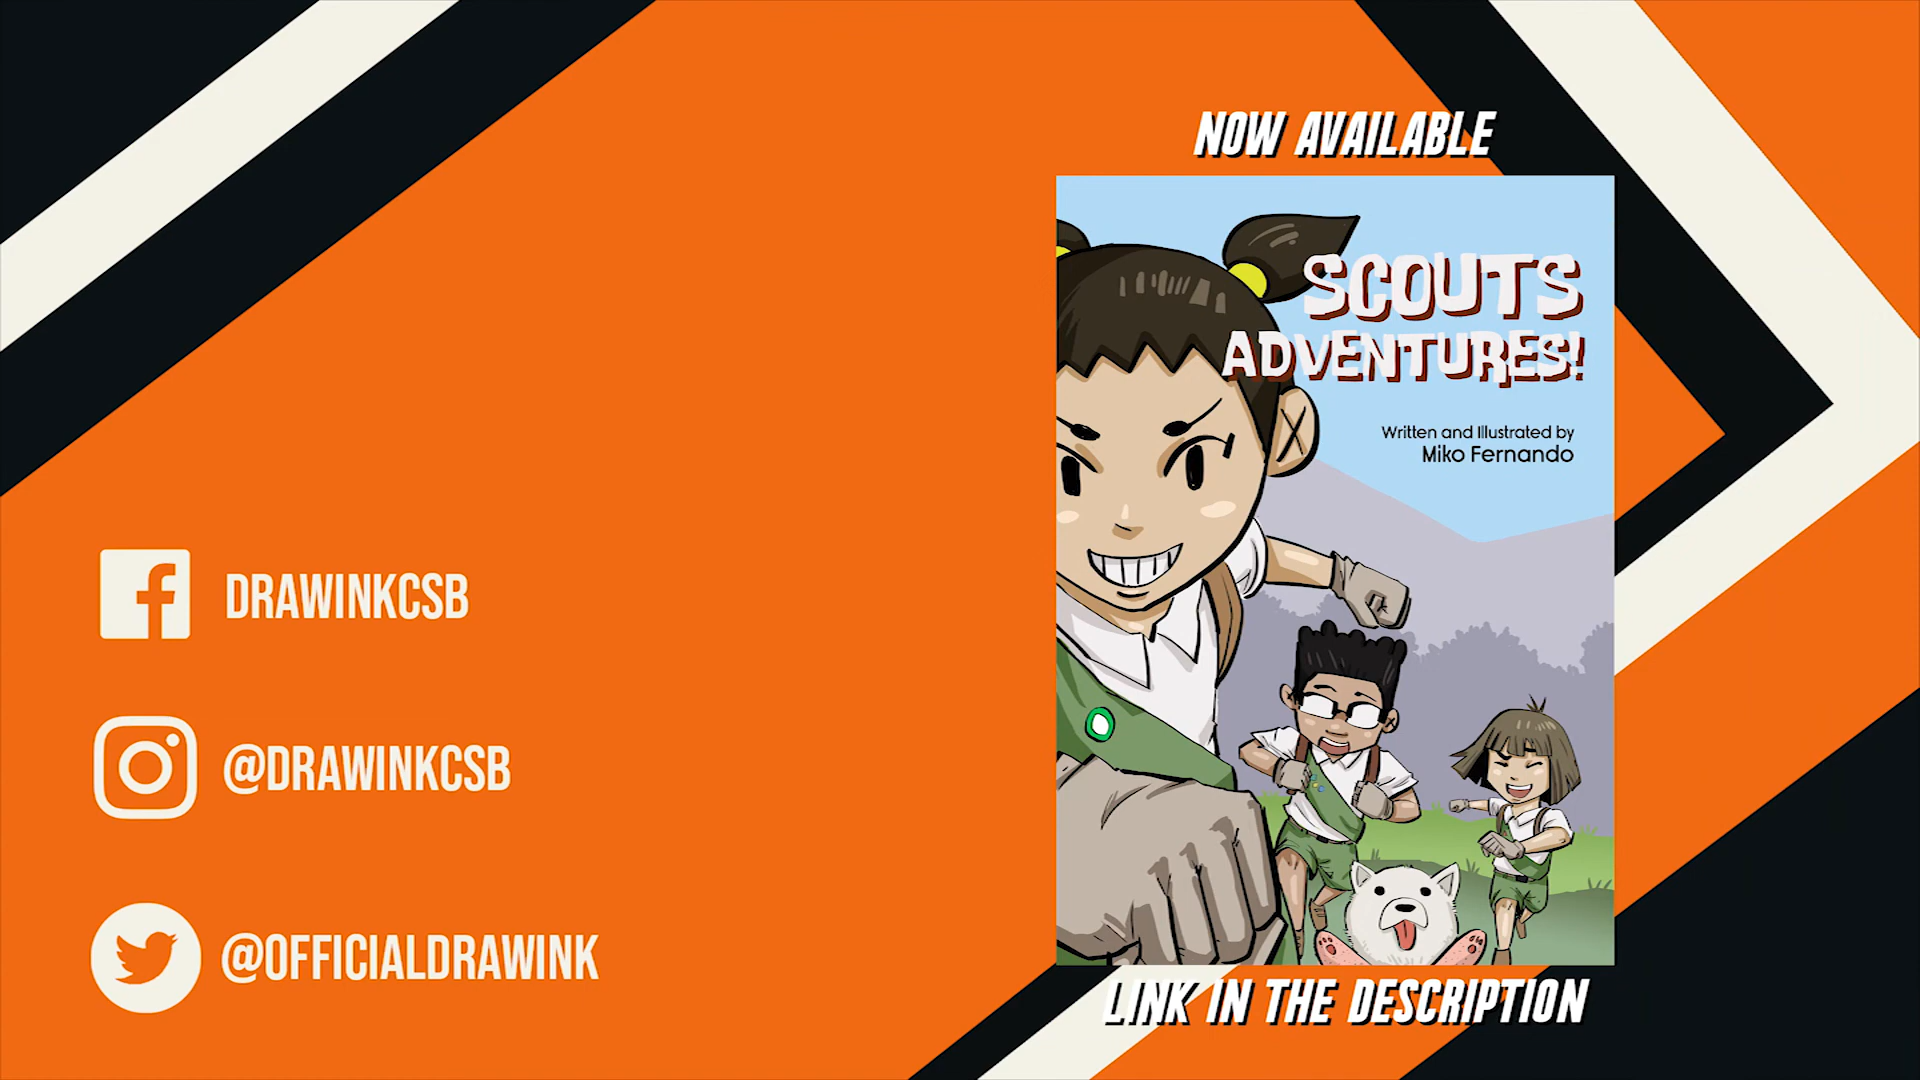 NOW AVAILABLE
SCOUTS
ADVENTURES!
Written and Illustrated by
Miko Fernando
LINK IN THE DESCRIPTION
DRAWINKCSB
@DRAWINKCSB
@OFFICIALDRAWINK